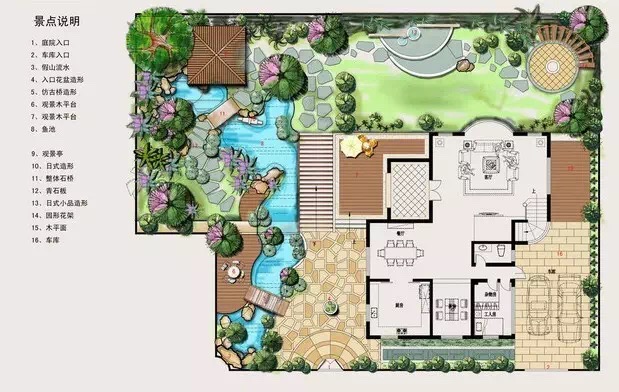 景点说明
1、庭院入口
2、车库入口
3、假山流水
4、入口花盆造形
5、仿古桥造形
6、观景木平台
7、观景木平台
8、鱼池
9、观景亭
10、日式造形
11、整体石桥
12、青石板
13、日式小品造形
14、园形花架
15、木平面
16、车库
客厅
上
餐厅
厨房
杂物房
工人房
车库
16